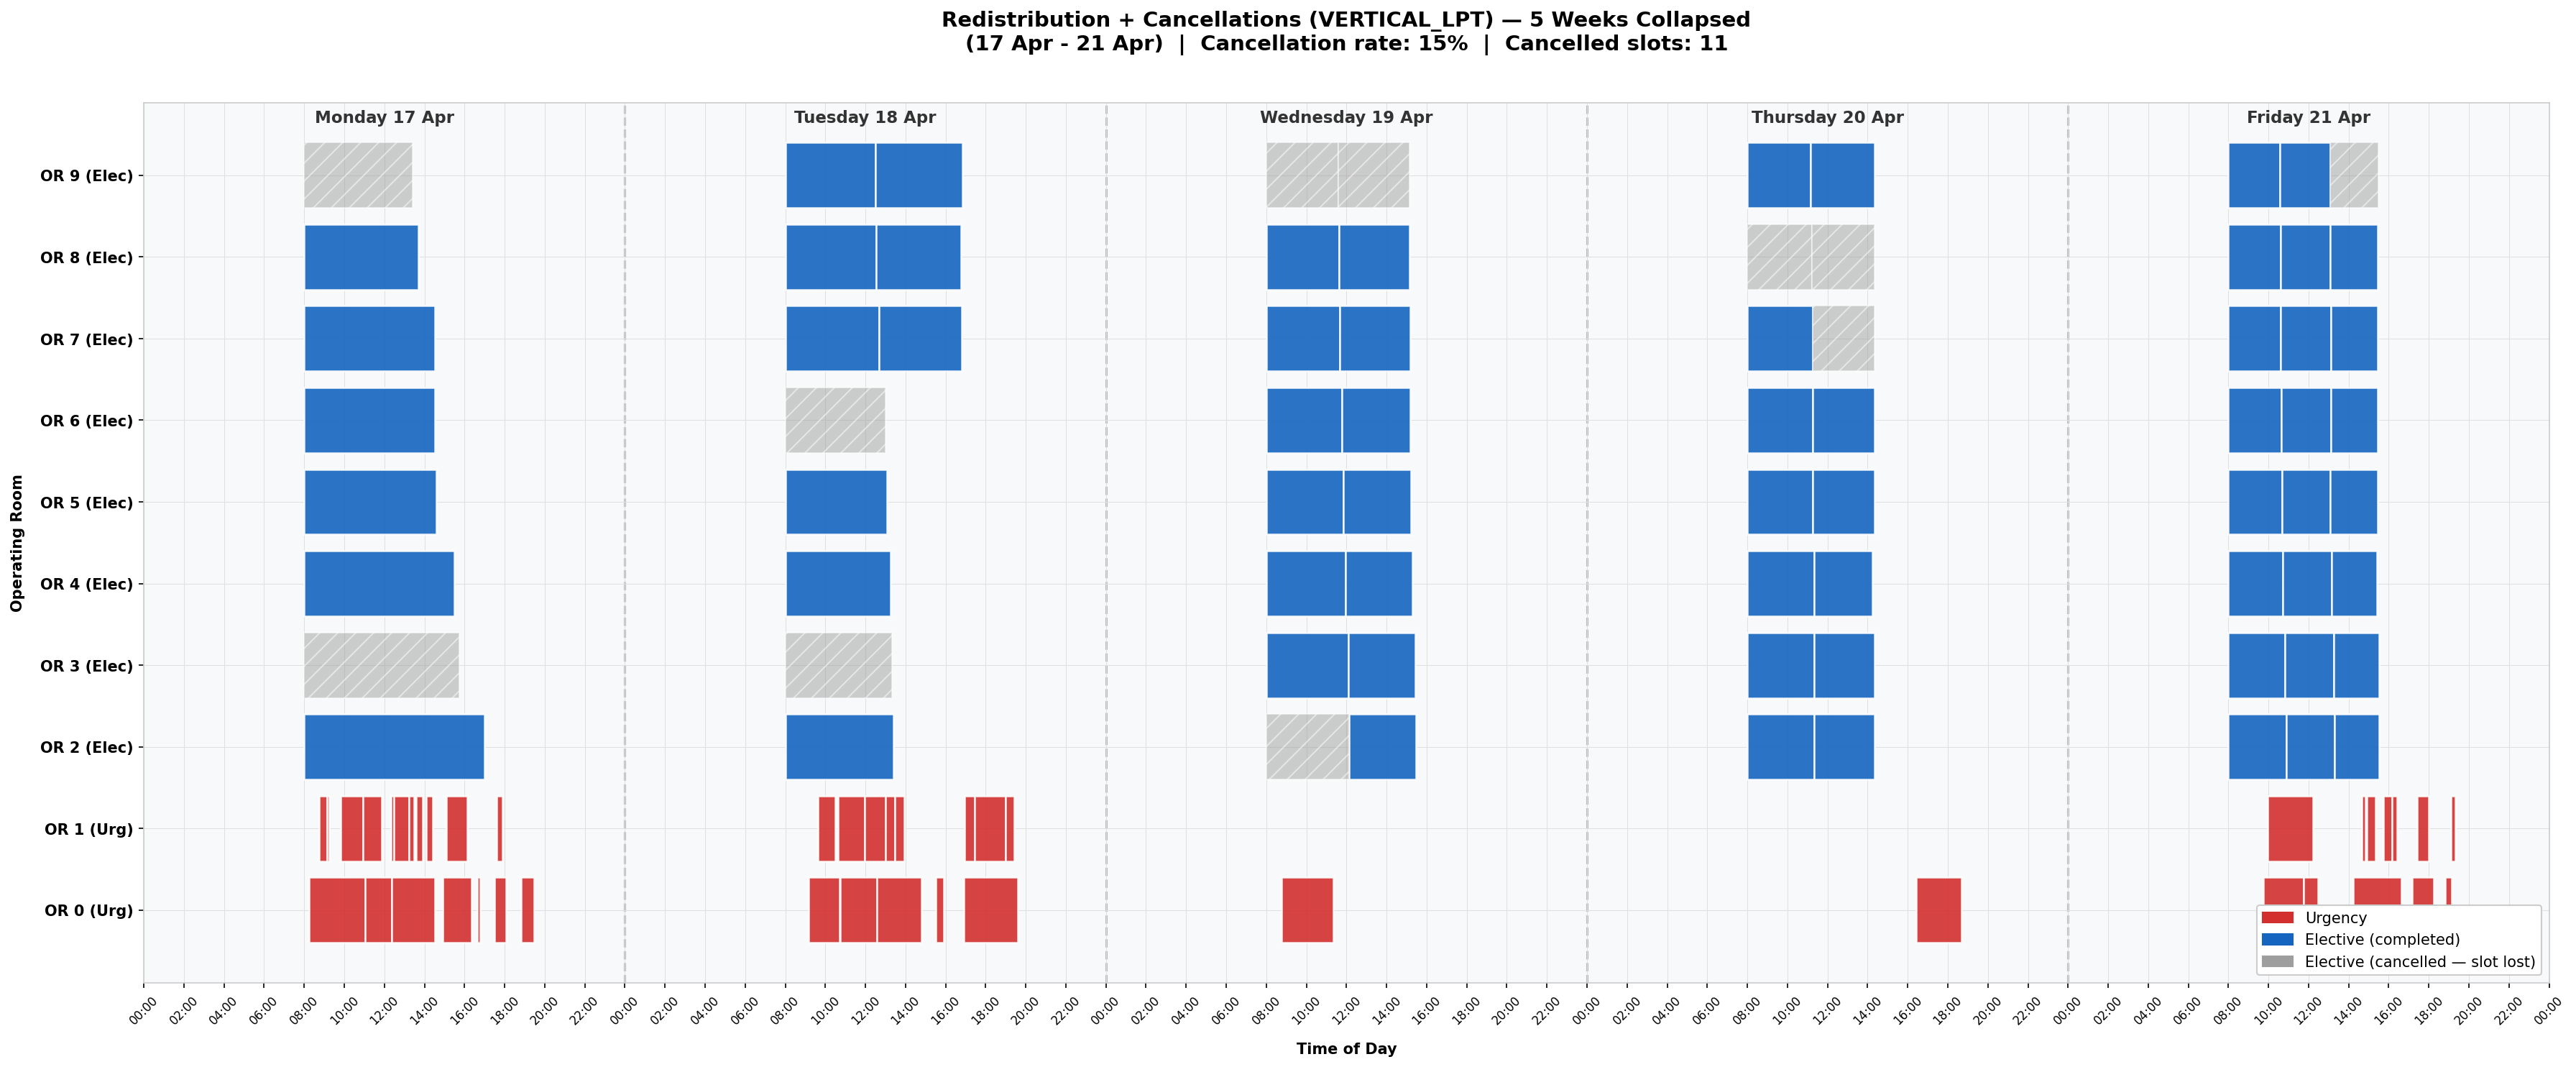 Redistribution + Cancellations (VERTICAL_LPT) — 5 Weeks Collapsed
(17 Apr - 21 Apr) | Cancellation rate: 15% | Cancelled slots: 11
Monday 17 Apr
Tuesday 18 Apr
Wednesday 19 Apr
Thursday 20 Apr
Friday 21 Apr
Operating Room
OR 9 (Elec)
OR 8 (Elec)
OR 7 (Elec)
OR 6 (Elec)
OR 5 (Elec)
OR 4 (Elec)
OR 3 (Elec)
OR 2 (Elec)
OR 1 (Urg)
OR 0 (Urg)
Urgency
Elective (completed)
Elective (cancelled — slot lost)
00:00 02:00 04:00 06:00 08:00 10:00 12:00 14:00 16:00 18:00 20:00 22:00 00:00 02:00 04:00 06:00 08:00 10:00 12:00 14:00 16:00 18:00 20:00 22:00 00:00 02:00 04:00 06:00 08:00 10:00 12:00 14:00 16:00 18:00 20:00 22:00 00:00 02:00 04:00 06:00 08:00 10:00 12:00 14:00 16:00 18:00 20:00 22:00 00:00 02:00 04:00 06:00 08:00 10:00 12:00 14:00 16:00 18:00 20:00 22:00 00:00
Time of Day